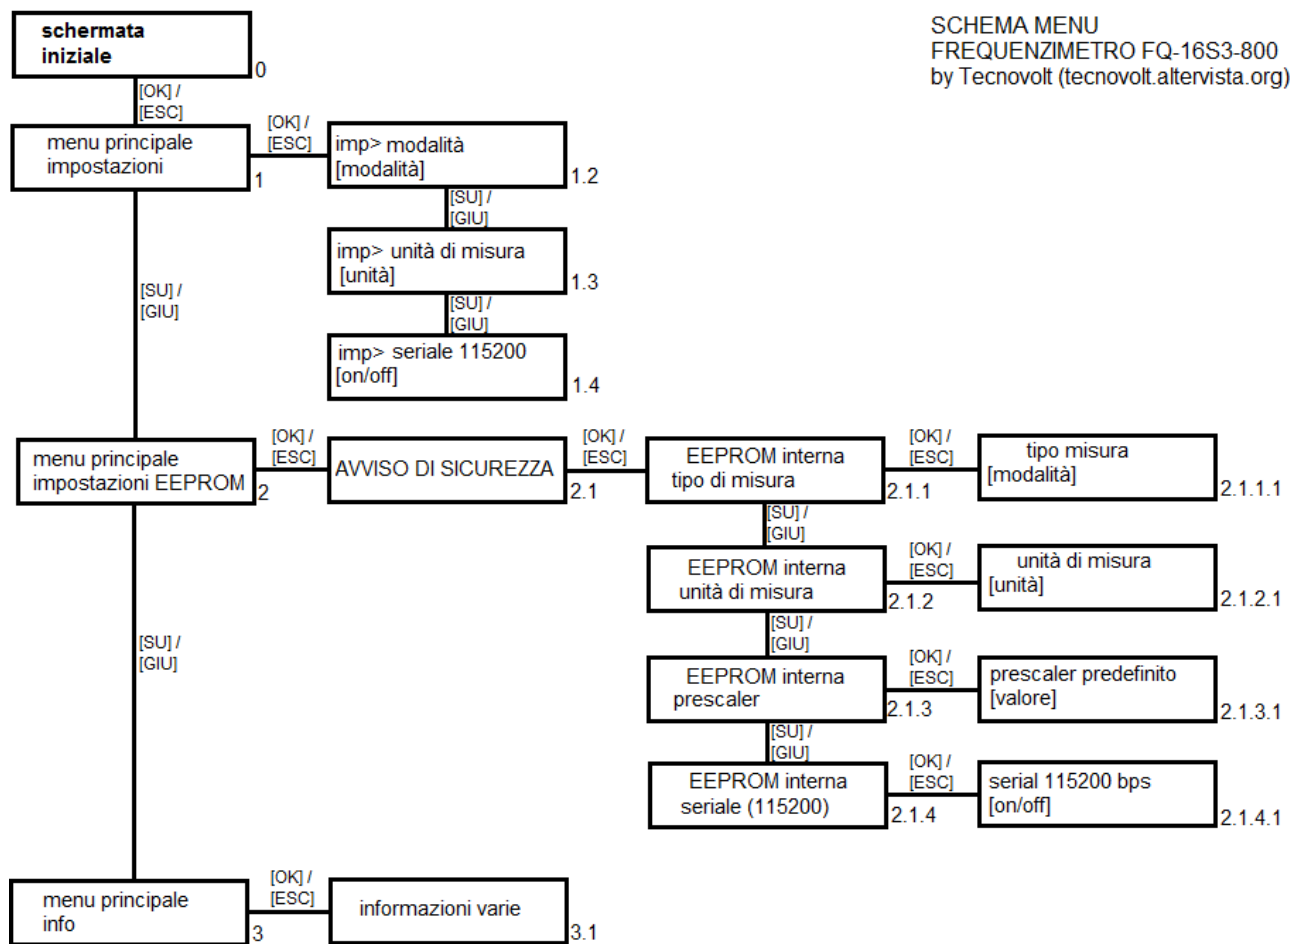 SCHEMA MENU
FREQUENZIMETRO FQ-16S3-800
by Tecnovolt (tecnovolt.altervista.org)
schermata
iniziale
0
[OK] /
[ESC]
menu principale
impostazioni
1
[OK] /
[ESC]
imp> modalità
[modalità]
1.2
[SU] /
[GIU]
imp> unità di misura
[unità]
1.3
[SU] /
[GIU]
imp> seriale 115200
[on/off]
1.4
[SU] /
[GIU]
menu principale
impostazioni EEPROM
2
[OK] /
[ESC]
AVVISO DI SICUREZZA
2.1
[OK] /
[ESC]
EEPROM interna
tipo di misura
2.1.1
[OK] /
[ESC]
tipo misura
[modalità]
2.1.1.1
[SU] /
[GIU]
EEPROM interna
unità di misura
2.1.2
[OK] /
[ESC]
unità di misura
[unità]
2.1.2.1
[SU] /
[GIU]
EEPROM interna
prescaler
2.1.3
[OK] /
[ESC]
prescaler predefinito
[valore]
2.1.3.1
[SU] /
[GIU]
EEPROM interna
seriale (115200)
2.1.4
[OK] /
[ESC]
serial 115200 bps
[on/off]
2.1.4.1
[SU] /
[GIU]
menu principale
info
3
[OK] /
[ESC]
informazioni varie
3.1